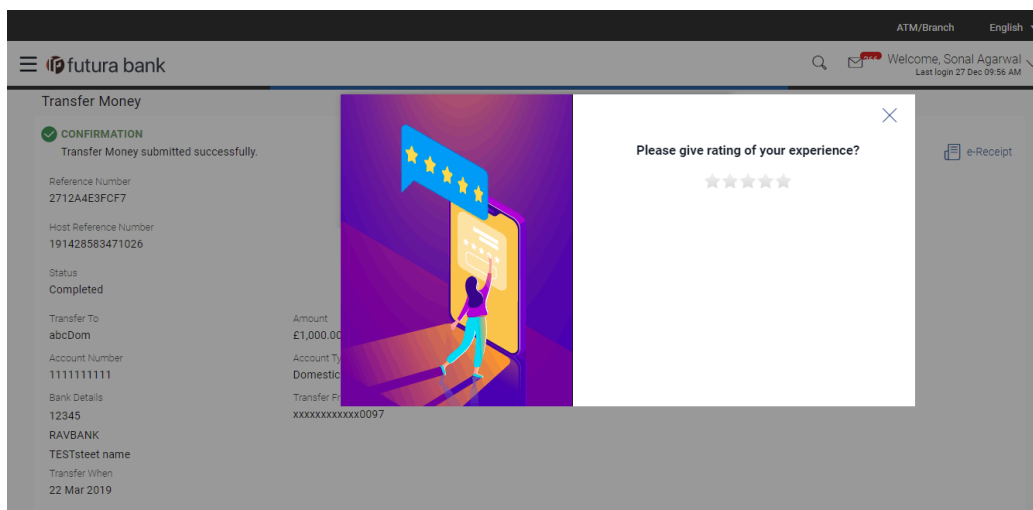 ATM/Branch English
futura bank
Welcome, Sonal Agarwal
Last login 27 Dec 09:56 AM
Transfer Money
CONFIRMATION
Transfer Money submitted successfully.
e-Receipt
Please give rating of your experience?
Reference Number
2712A4E3FCF7
Host Reference Number
191428583471026
Status
Completed
Transfer To Amount
abcDom £1,000.00
Account Number Account Ty
1111111111 Domestic
Bank Details Transfer Fr
12345 xxxxxxxxxxxx0097
RAVBANK
TESTsteet name
Transfer When
22 Mar 2019